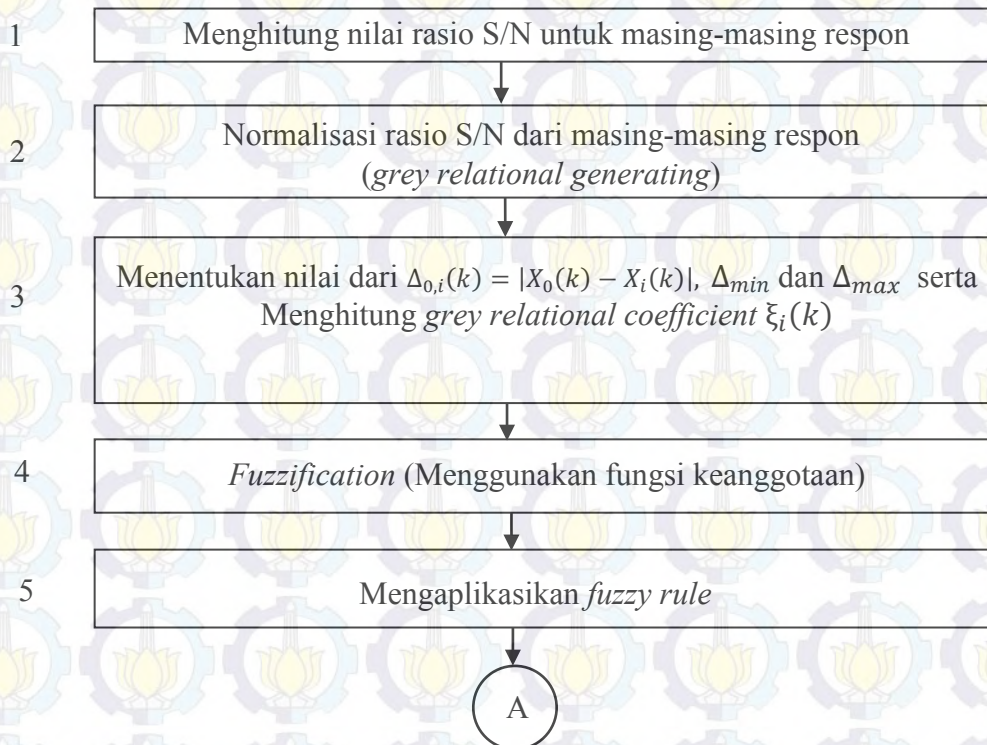 1
Menghitung nilai rasio S/N untuk masing-masing respon
2
Normalisasi rasio S/N dari masing-masing respon
(grey relational generating)
3
Menentukan nilai dari Δ₀,ᵢ(k) = |X₀(k) − Xᵢ(k)|, Δₘᵢₙ dan Δₘₐₓ serta
Menghitung grey relational coefficient ξᵢ(k)
4
Fuzzification (Menggunakan fungsi keanggotaan)
5
Mengaplikasikan fuzzy rule
A